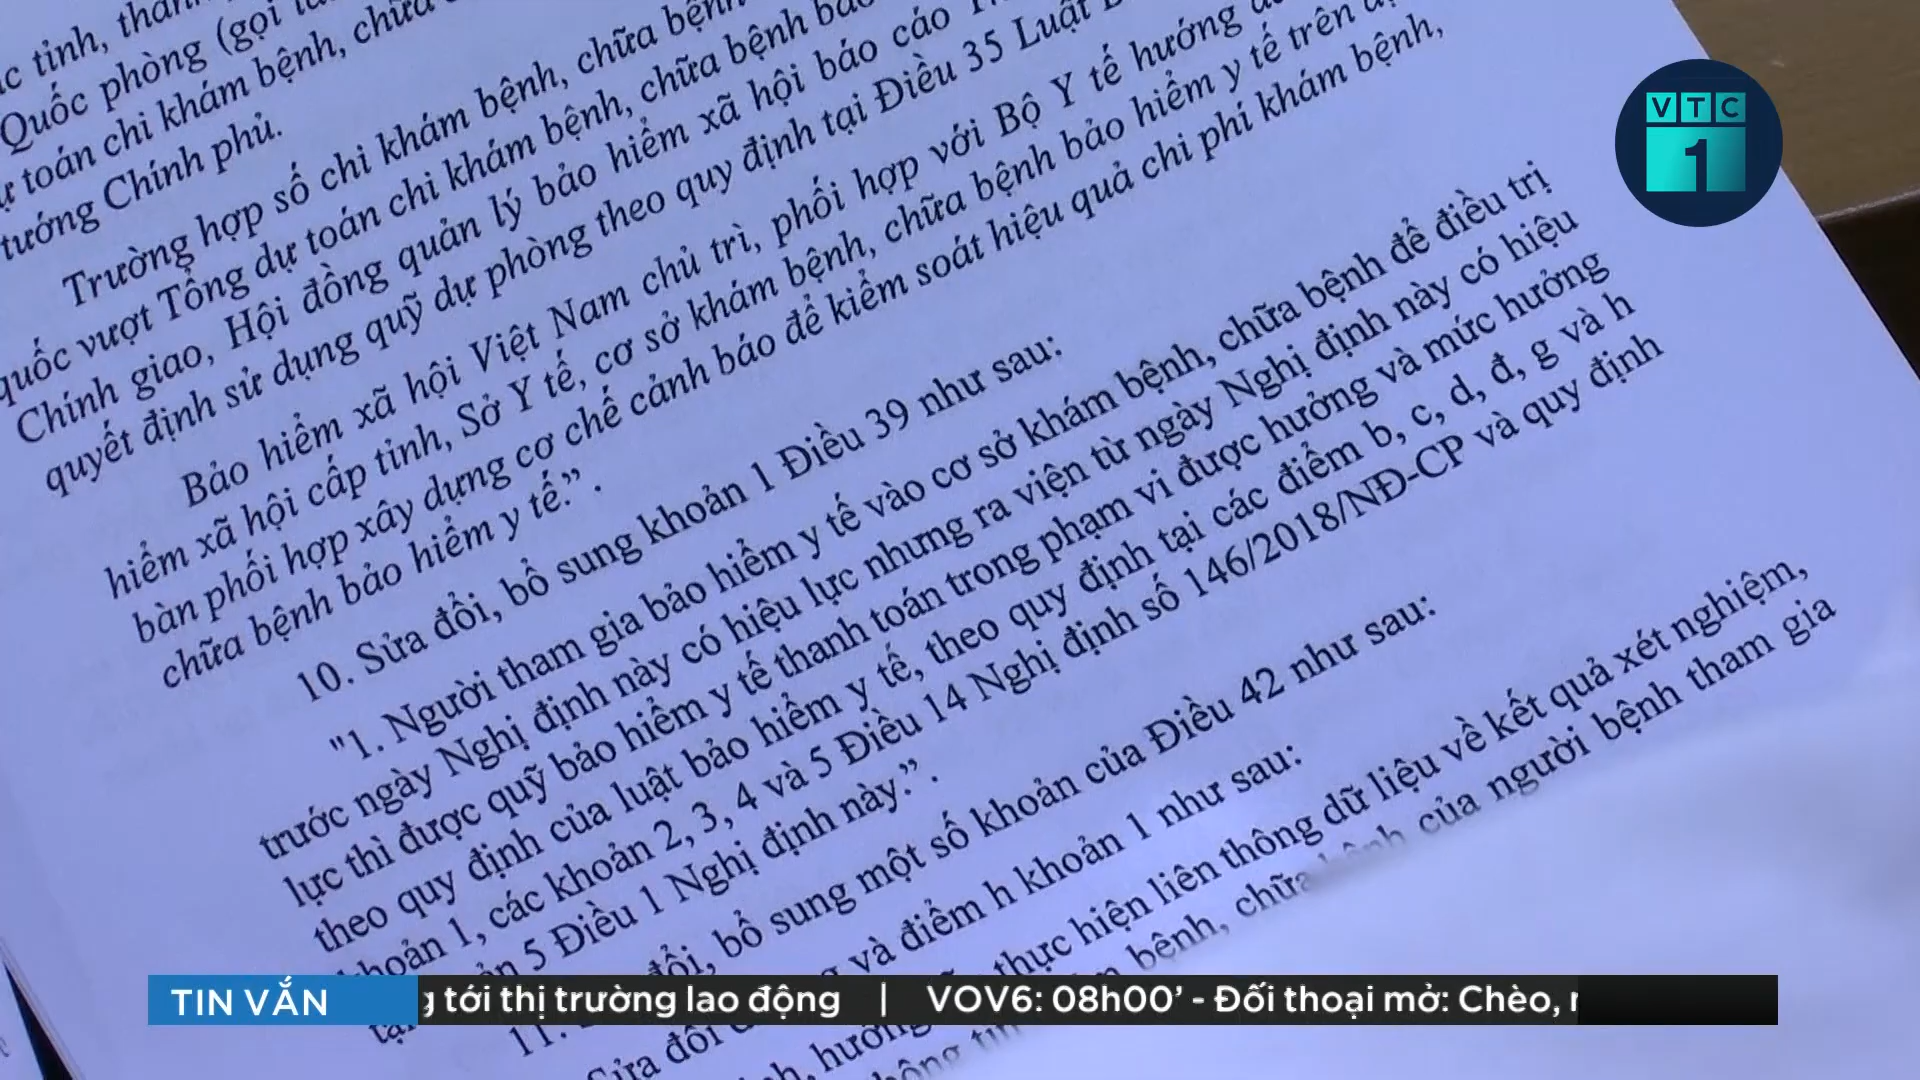 tỉnh,
Quốc phòng (gọi
toán chi khám bệnh, chữa
tướng Chính phủ.
Trường hợp số chi khám bệnh, chữa bệnh
quốc vượt Tổng dự toán chi khám bệnh, chữa bệnh
Chính giao, Hội đồng quản lý bảo hiểm xã hội báo cáo
quyết định sử dụng quỹ dự phòng theo quy định tại Điều 35 Luật
Bảo hiểm xã hội Việt Nam chủ trì, phối hợp với Bộ Y tế hướng
hiểm xã hội cấp tỉnh, Sở Y tế, cơ sở khám bệnh, chữa bệnh bảo hiểm y tế trên
bàn phối hợp xây dựng cơ chế cảnh báo để kiểm soát hiệu quả chi phí khám bệnh,
chữa bệnh bảo hiểm y tế.”.
10. Sửa đổi, bổ sung khoản 1 Điều 39 như sau:
"1. Người tham gia bảo hiểm y tế vào cơ sở khám bệnh, chữa bệnh để điều trị
trước ngày Nghị định này có hiệu lực nhưng ra viện từ ngày Nghị định này có hiệu
lực thì được quỹ bảo hiểm y tế thanh toán trong phạm vi được hưởng và mức hưởng
theo quy định của luật bảo hiểm y tế, theo quy định tại các điểm b, c, d, đ, g và h
khoản 1, các khoản 2, 3, 4 và 5 Điều 14 Nghị định số 146/2018/NĐ-CP và quy định
5 Điều 1 Nghị định này.”.
11. đổi, bổ sung một số khoản của Điều 42 như sau:
Sửa đổi và điểm h khoản 1 như sau:
thực hiện liên thông dữ liệu về kết quả xét nghiệm,
bệnh, chữa bệnh của người bệnh tham gia
VTC
1
TIN VẮN
tới thị trường lao động | VOV6: 08h00’ - Đối thoại mở: Chèo,